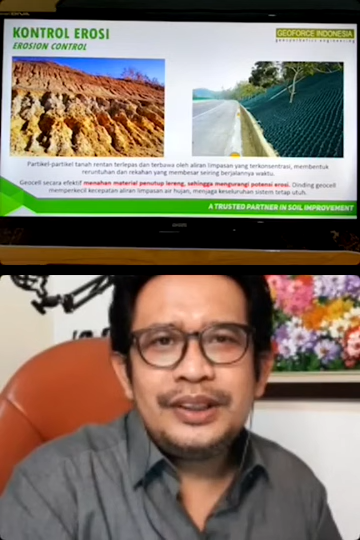 KONTROL EROSI
EROSION CONTROL
GEOFORCE INDONESIA
geosynthetics engineering
Partikel-partikel tanah rentan terlepas dan terbawa oleh aliran limpasan yang terkonsentrasi, membentuk
reruntuhan dan rekahan yang membesar seiring berjalannya waktu.
Geocell secara efektif menahan material penutup lereng, sehingga mengurangi potensi erosi. Dinding geocell
memperkecil kecepatan aliran limpasan air hujan, menjaga keseluruhan sistem tetap utuh.
A TRUSTED PARTNER IN SOIL IMPROVEMENT